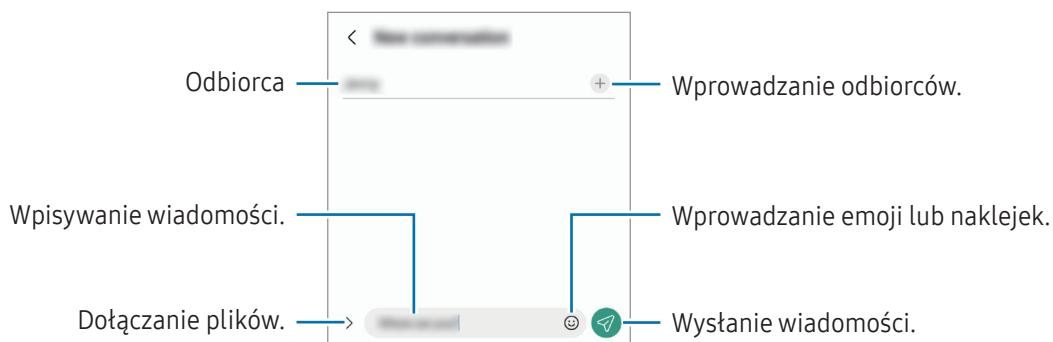 Odbiorca
Wprowadzanie odbiorców.
Wpisywanie wiadomości.
Wprowadzanie emoji lub naklejek.
Dołączanie plików.
Wysłanie wiadomości.